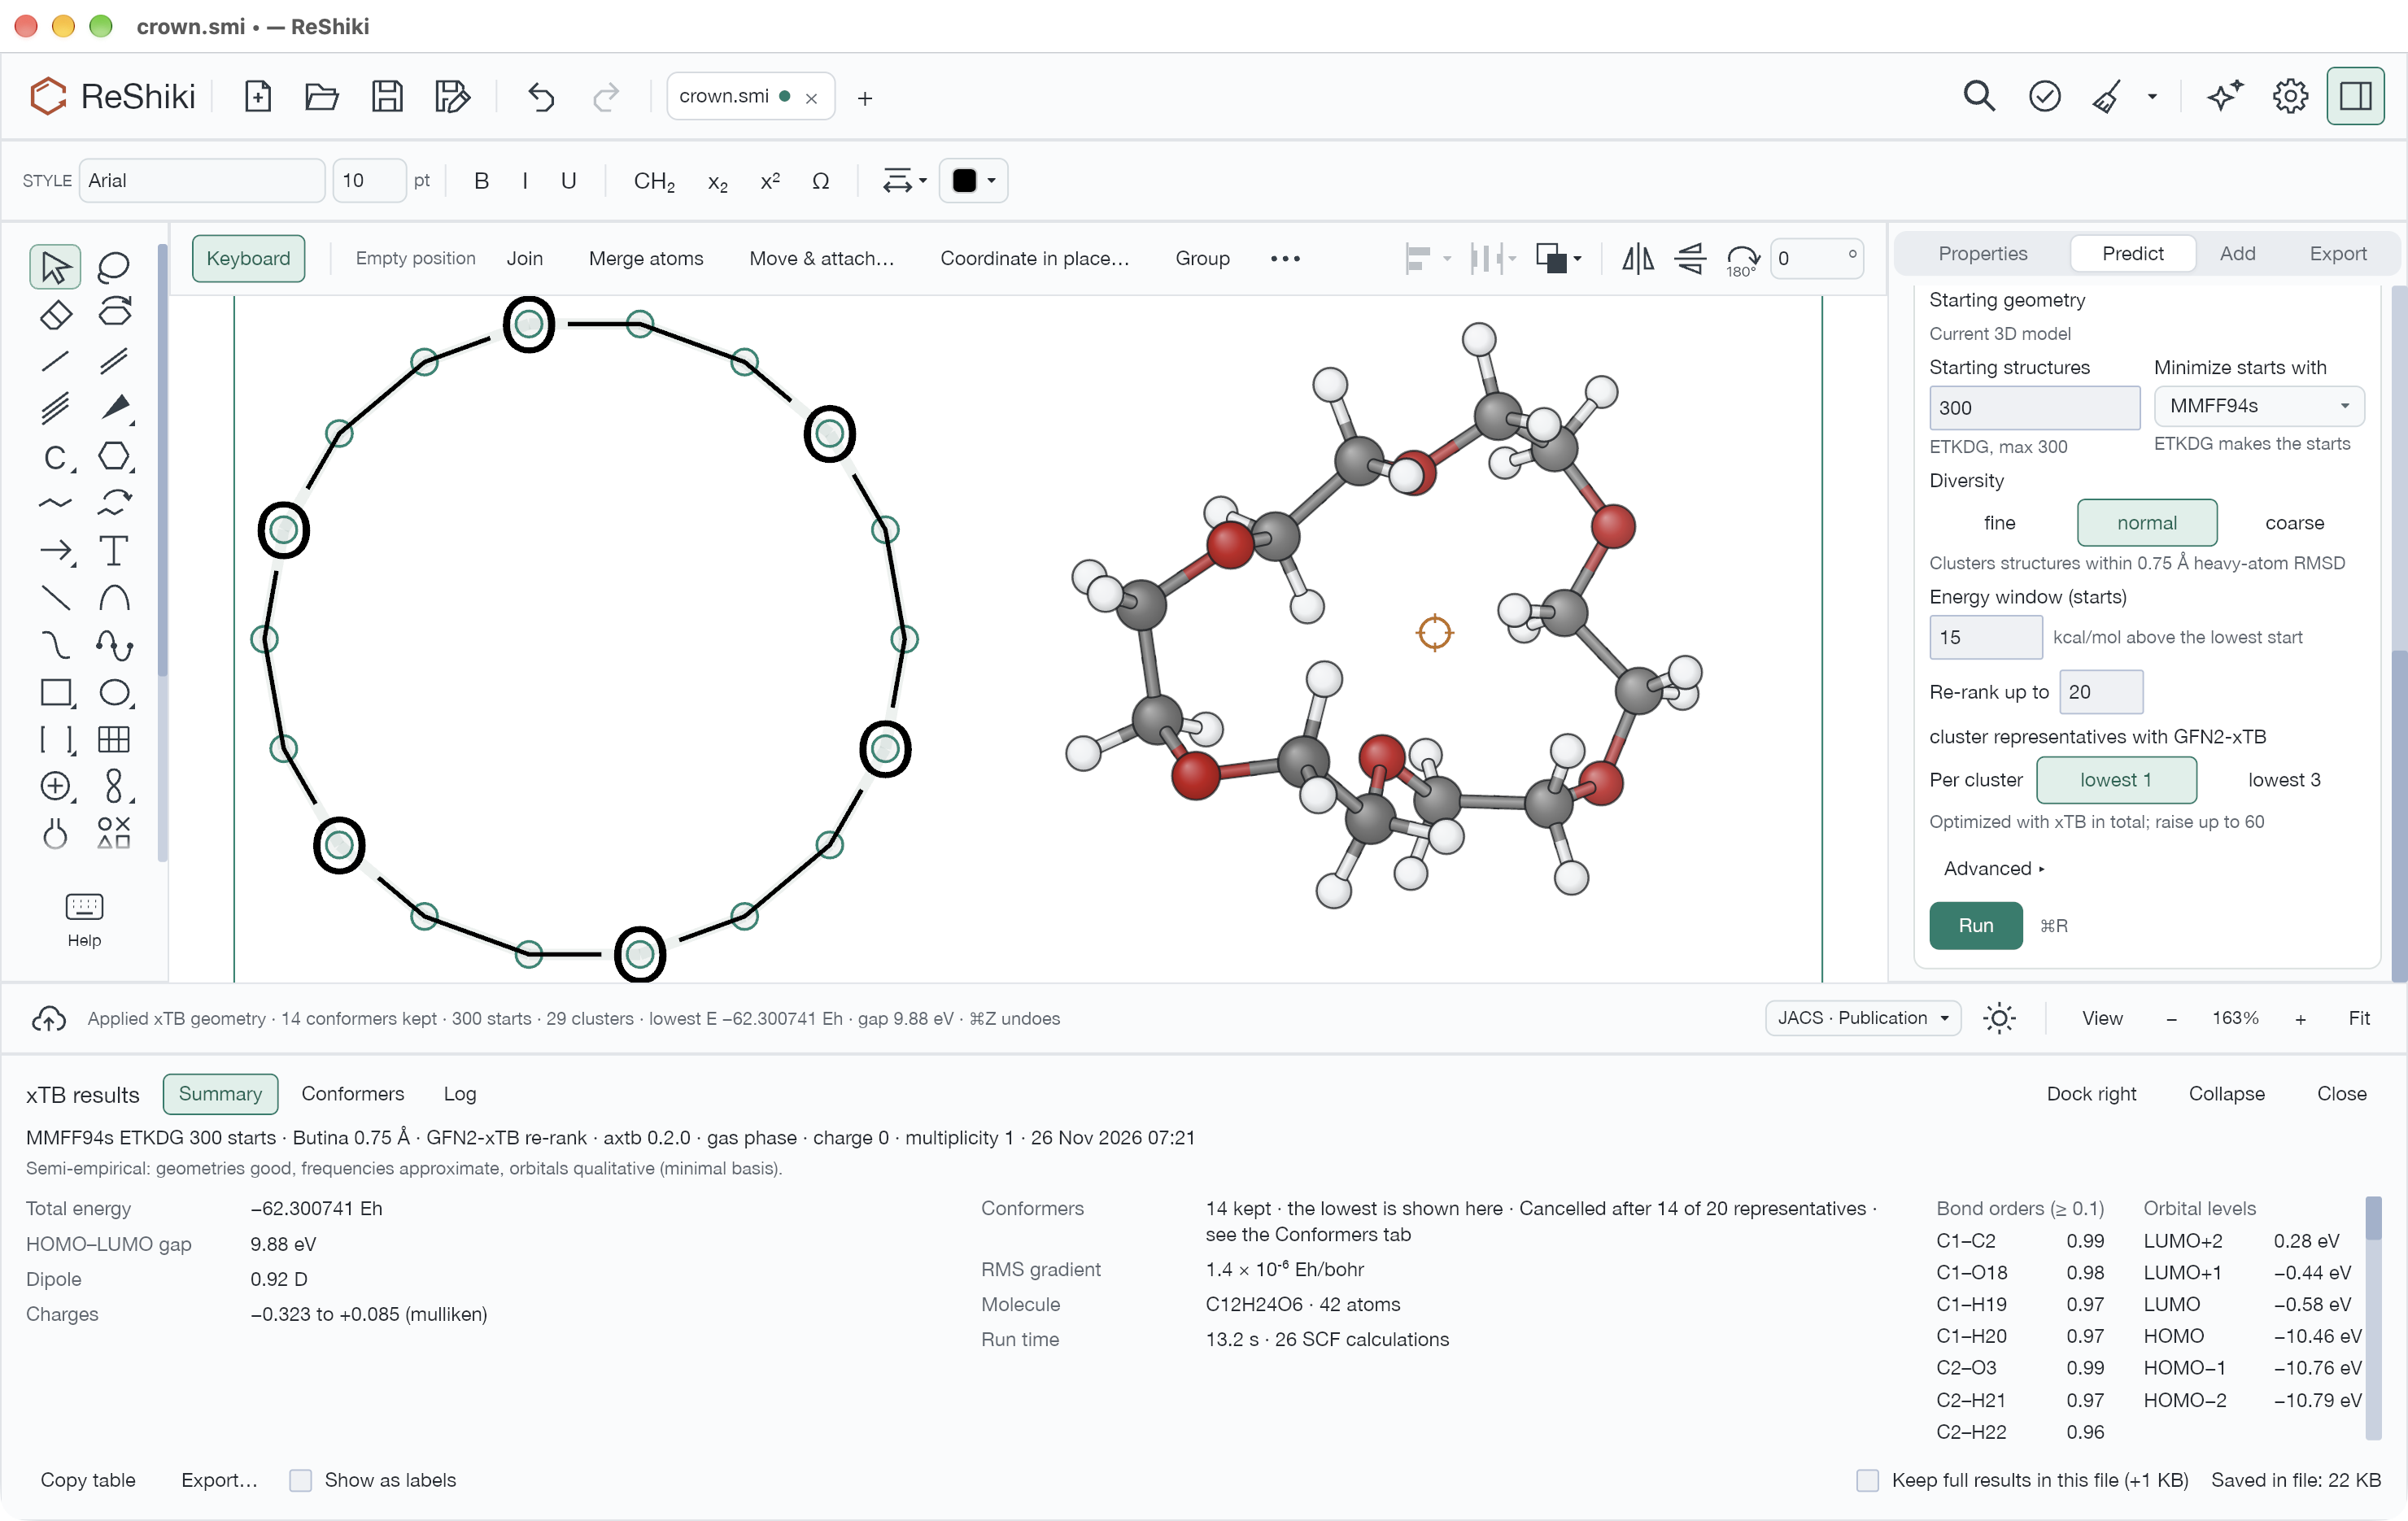 crown.smi • — ReShiki
ReShiki
crown.smi
STYLE Arial 10 pt B I U CH₂ x₂ x² Ω
Keyboard Empty position Join Merge atoms Move & attach... Coordinate in place... Group ••• 180° 0 °
Properties Predict Add Export
Starting geometry
Current 3D model
Starting structures Minimize starts with
300 MMFF94s
ETKDG, max 300 ETKDG makes the starts
Diversity
fine normal coarse
Clusters structures within 0.75 Å heavy-atom RMSD
Energy window (starts)
15 kcal/mol above the lowest start
Re-rank up to 20
cluster representatives with GFN2-xTB
Per cluster lowest 1 lowest 3
Optimized with xTB in total; raise up to 60
Advanced ▸
Run ⌘R
C
T
Help
O
O
O
O
O
O
Applied xTB geometry · 14 conformers kept · 300 starts · 29 clusters · lowest E −62.300741 Eh · gap 9.88 eV · ⌘Z undoes
JACS · Publication View − 163% + Fit
xTB results Summary Conformers Log Dock right Collapse Close
MMFF94s ETKDG 300 starts · Butina 0.75 Å · GFN2-xTB re-rank · axtb 0.2.0 · gas phase · charge 0 · multiplicity 1 · 26 Nov 2026 07:21
Semi-empirical: geometries good, frequencies approximate, orbitals qualitative (minimal basis).
Total energy −62.300741 Eh
HOMO–LUMO gap 9.88 eV
Dipole 0.92 D
Charges −0.323 to +0.085 (mulliken)
Conformers 14 kept · the lowest is shown here · Cancelled after 14 of 20 representatives ·
see the Conformers tab
RMS gradient 1.4 × 10⁻⁶ Eh/bohr
Molecule C12H24O6 · 42 atoms
Run time 13.2 s · 26 SCF calculations
Bond orders (≥ 0.1) Orbital levels
C1–C2 0.99 LUMO+2 0.28 eV
C1–O18 0.98 LUMO+1 −0.44 eV
C1–H19 0.97 LUMO −0.58 eV
C1–H20 0.97 HOMO −10.46 eV
C2–O3 0.99 HOMO−1 −10.76 eV
C2–H21 0.97 HOMO−2 −10.79 eV
C2–H22 0.96
Copy table Export... Show as labels Keep full results in this file (+1 KB) Saved in file: 22 KB